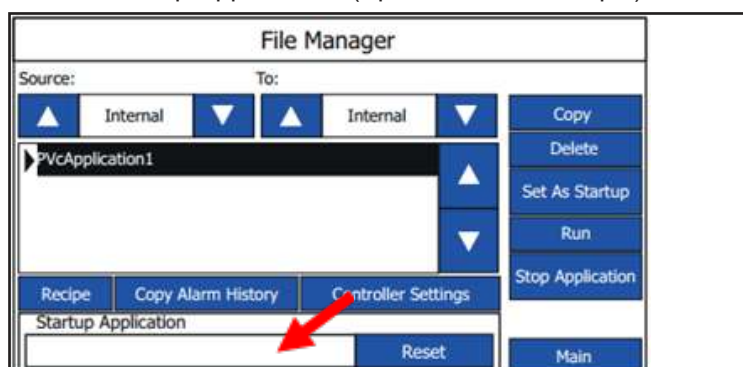 File Manager
Source: To:
Internal Internal Copy
PVcApplication1 Delete
Set As Startup
Run
Stop Application
Recipe Copy Alarm History Controller Settings
Startup Application
Reset Main